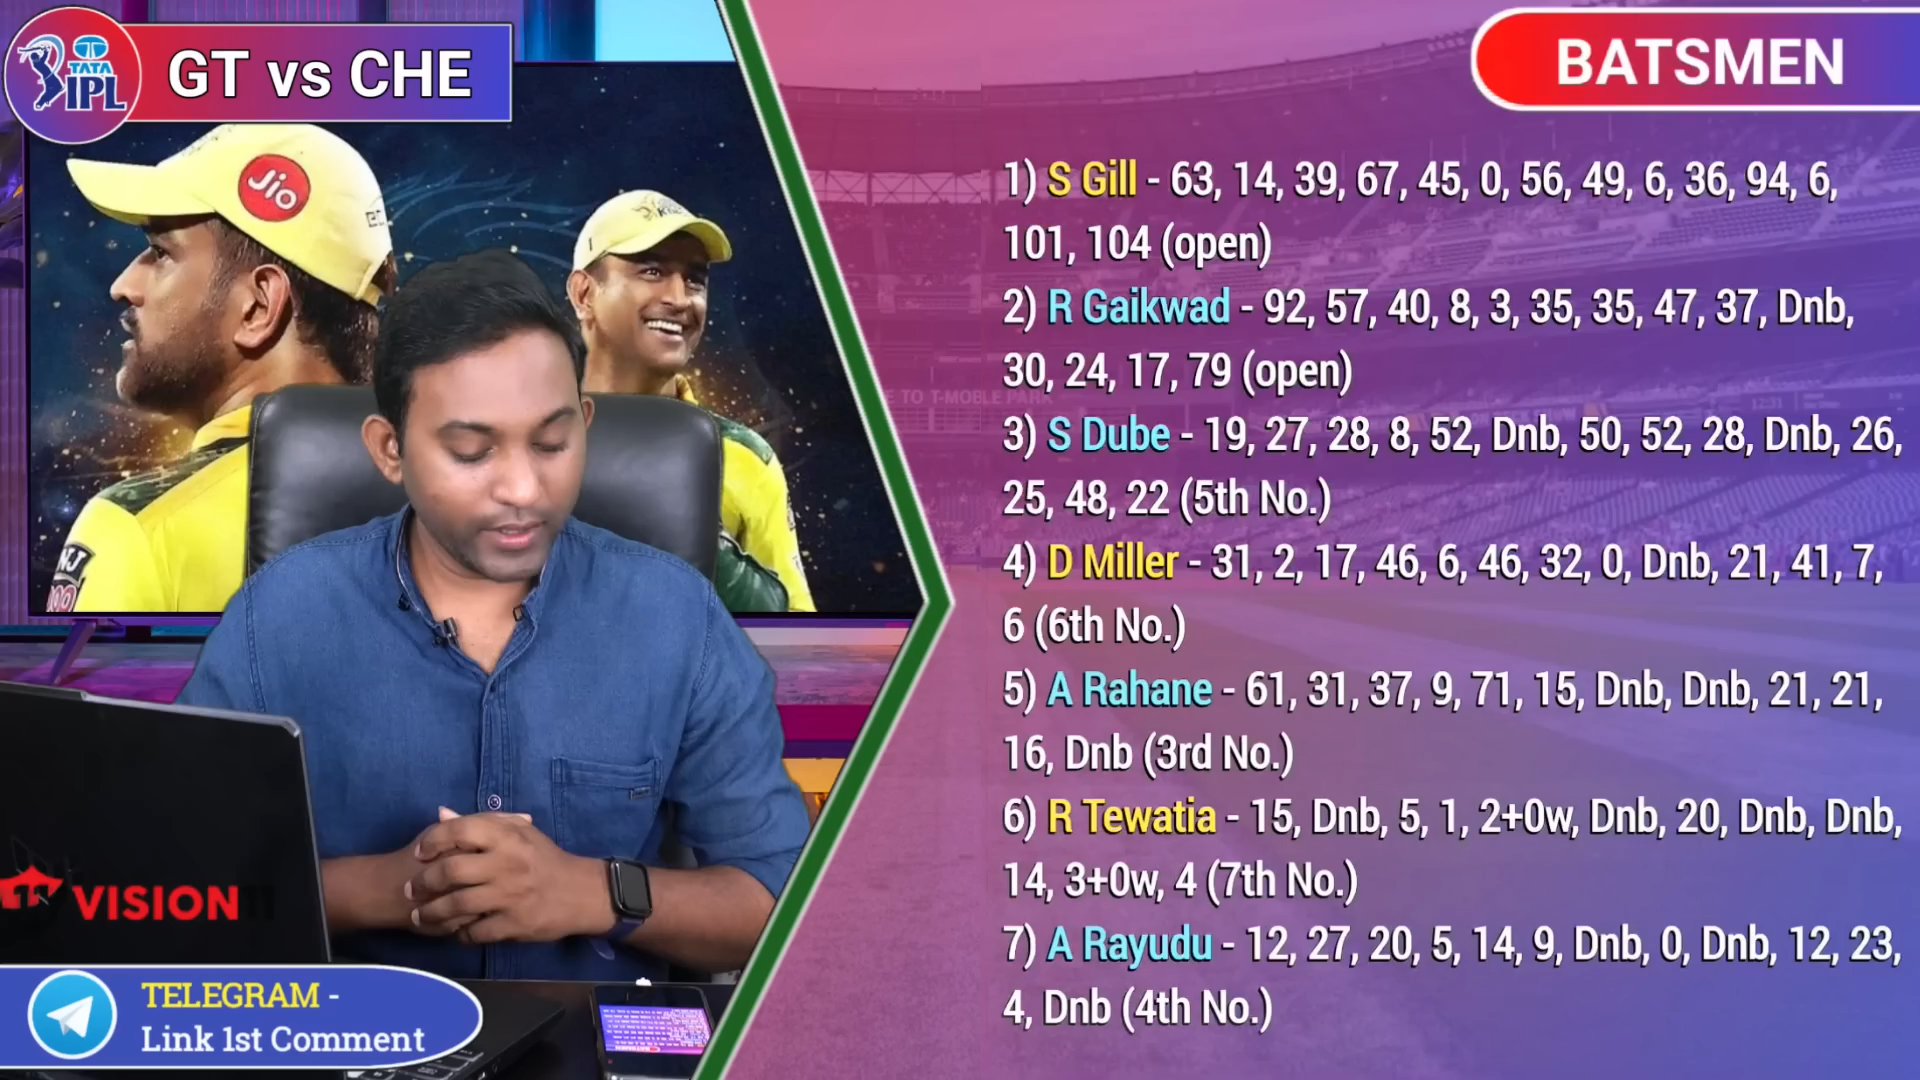 TATA
IPL
GT vs CHE
BATSMEN
Jio
1) S Gill - 63, 14, 39, 67, 45, 0, 56, 49, 6, 36, 94, 6,
101, 104 (open)
2) R Gaikwad - 92, 57, 40, 8, 3, 35, 35, 47, 37, Dnb,
30, 24, 17, 79 (open)
3) S Dube - 19, 27, 28, 8, 52, Dnb, 50, 52, 28, Dnb, 26,
25, 48, 22 (5th No.)
4) D Miller - 31, 2, 17, 46, 6, 46, 32, 0, Dnb, 21, 41, 7,
6 (6th No.)
5) A Rahane - 61, 31, 37, 9, 71, 15, Dnb, Dnb, 21, 21,
16, Dnb (3rd No.)
6) R Tewatia - 15, Dnb, 5, 1, 2+0w, Dnb, 20, Dnb, Dnb,
14, 3+0w, 4 (7th No.)
7) A Rayudu - 12, 27, 20, 5, 14, 9, Dnb, 0, Dnb, 12, 23,
4, Dnb (4th No.)
NJ
VISION11
TELEGRAM -
Link 1st Comment